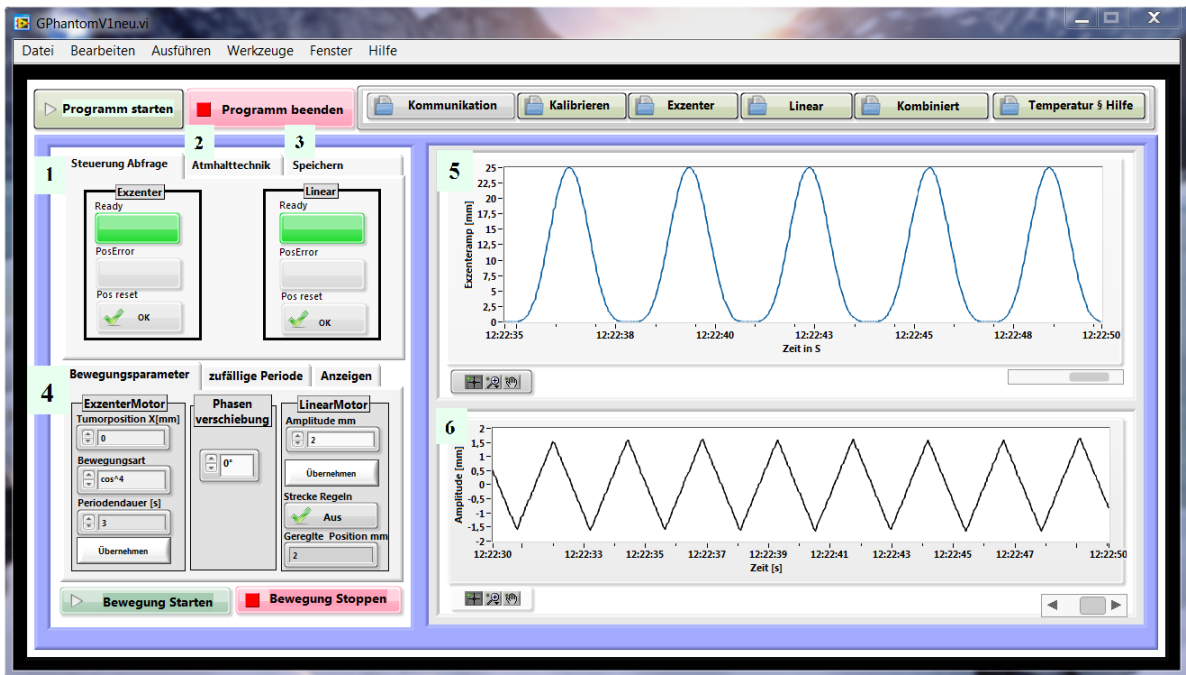 GPhantomV1neu.vi
X
Datei Bearbeiten Ausführen Werkzeuge Fenster Hilfe
Programm starten
Programm beenden
Kommunikation
Kalibrieren
Exzenter
Linear
Kombiniert
Temperatur § Hilfe
1
2
3
Steuerung Abfrage
Atmhalttechnik
Speichern
Exzenter
Ready
PosError
Pos reset
OK
Linear
Ready
PosError
Pos reset
OK
4
Bewegungsparameter
zufällige Periode
Anzeigen
ExzenterMotor
Tumorposition X[mm]
0
Bewegungsart
cos^4
Periodendauer [s]
3
Übernehmen
Phasen
verschiebung
0°
LinearMotor
Amplitude mm
2
Übernehmen
Strecke Regeln
Aus
Gereglte Position mm
2
Bewegung Starten
Bewegung Stoppen
5
Exzenteramp [mm]
25
22,5
20
17,5
15
12,5
10
7,5
5
2,5
0
12:22:35 12:22:38 12:22:40 12:22:43 12:22:45 12:22:48 12:22:50
Zeit in S
6
Amplitude [mm]
2
1,5
1
0,5
0
-0,5
-1
-1,5
-2
12:22:30 12:22:33 12:22:35 12:22:37 12:22:39 12:22:41 12:22:43 12:22:45 12:22:47 12:22:50
Zeit [s]